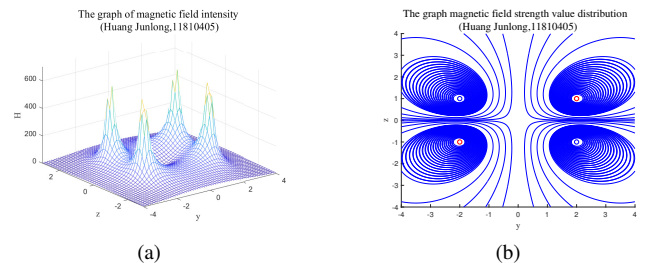 The graph of magnetic field intensity
(Huang Junlong,11810405)
600
400
200
0
H
2
0
-2
z
-4
-2
0
2
4
y
(a)
The graph magnetic field strength value distribution
(Huang Junlong,11810405)
4
3
2
1
0
-1
-2
-3
-4
z
-4
-3
-2
-1
0
1
2
3
4
y
(b)